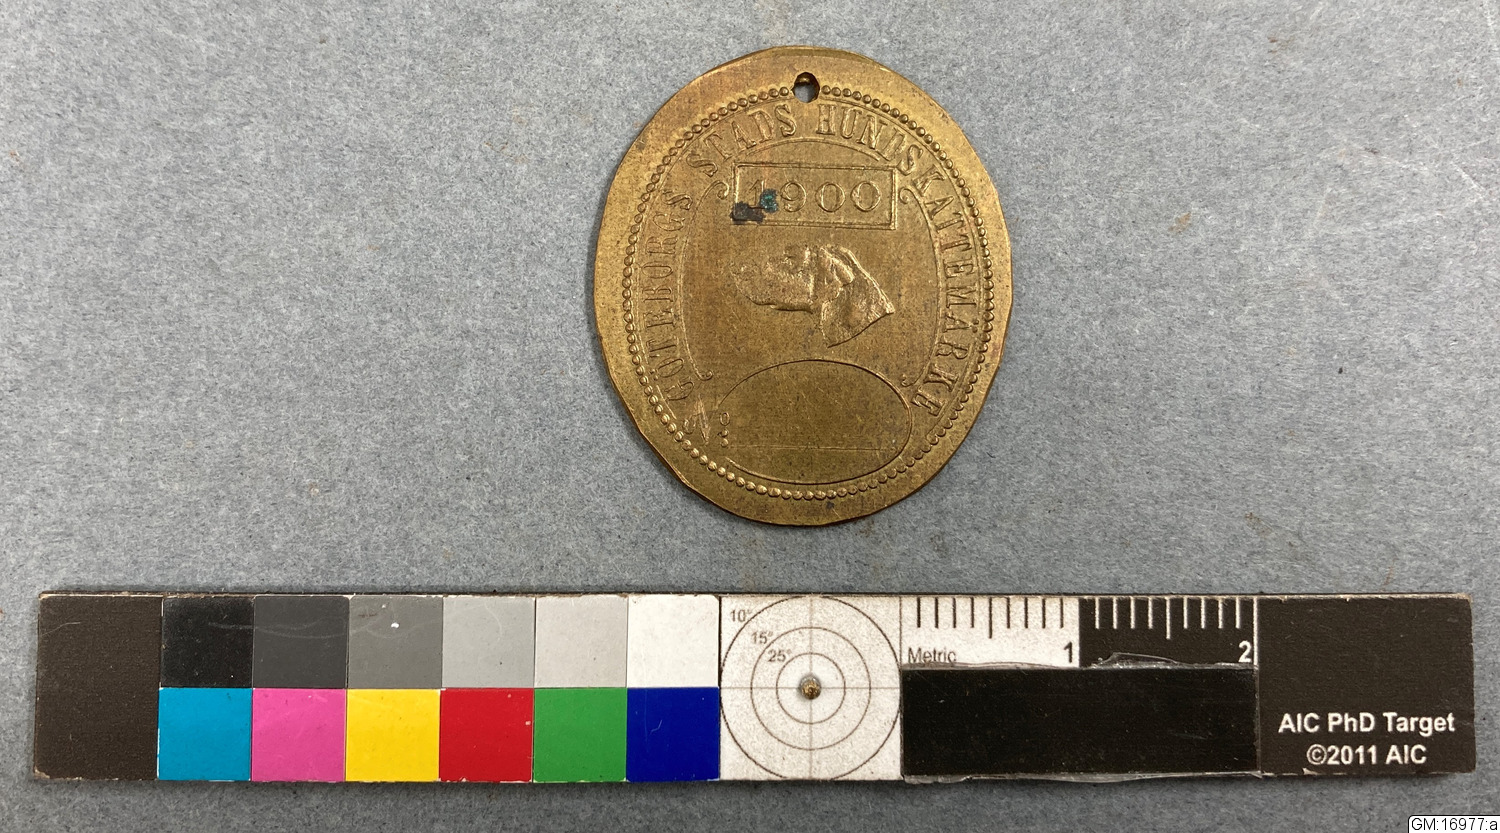 GÖTEBORGS STADS HUNDSKATTEMÄRKE
1900
No
10°
15°
25°
Metric
1
2
AIC PhD Target
©2011 AIC
GM:16977:a